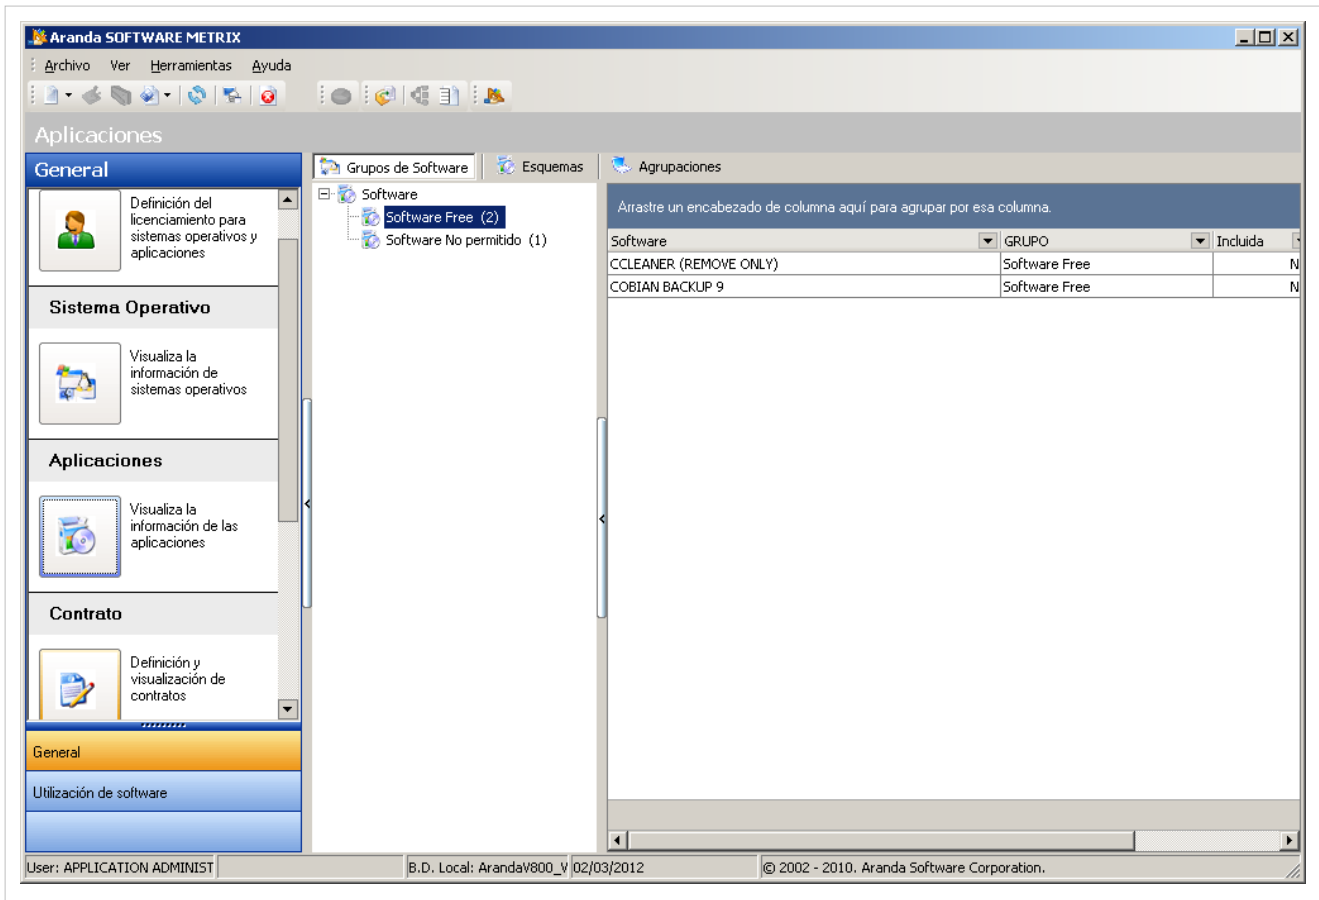 Aranda SOFTWARE METRIX
Archivo Ver Herramientas Ayuda
Aplicaciones
General
Definición del
licenciamiento para
sistemas operativos y
aplicaciones
Sistema Operativo
Visualiza la
información de
sistemas operativos
Aplicaciones
Visualiza la
información de las
aplicaciones
Contrato
Definición y
visualización de
contratos
General
Utilización de software
Grupos de Software Esquemas Agrupaciones
Software
Software Free (2)
Software No permitido (1)
Arrastre un encabezado de columna aquí para agrupar por esa columna.
Software GRUPO Incluida
CCLEANER (REMOVE ONLY) Software Free N
COBIAN BACKUP 9 Software Free N
User: APPLICATION ADMINIST B.D. Local: ArandaV800_V 02/03/2012 © 2002 - 2010. Aranda Software Corporation.